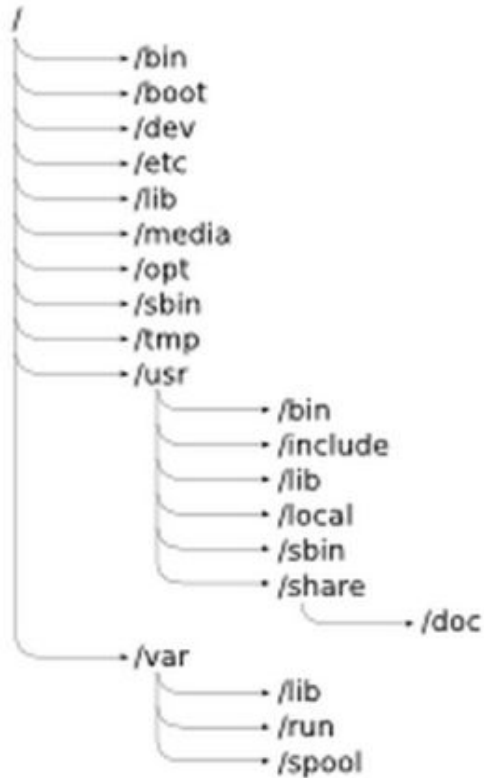 /
/bin
/boot
/dev
/etc
/lib
/media
/opt
/sbin
/tmp
/usr
/bin
/include
/lib
/local
/sbin
/share
/doc
/var
/lib
/run
/spool